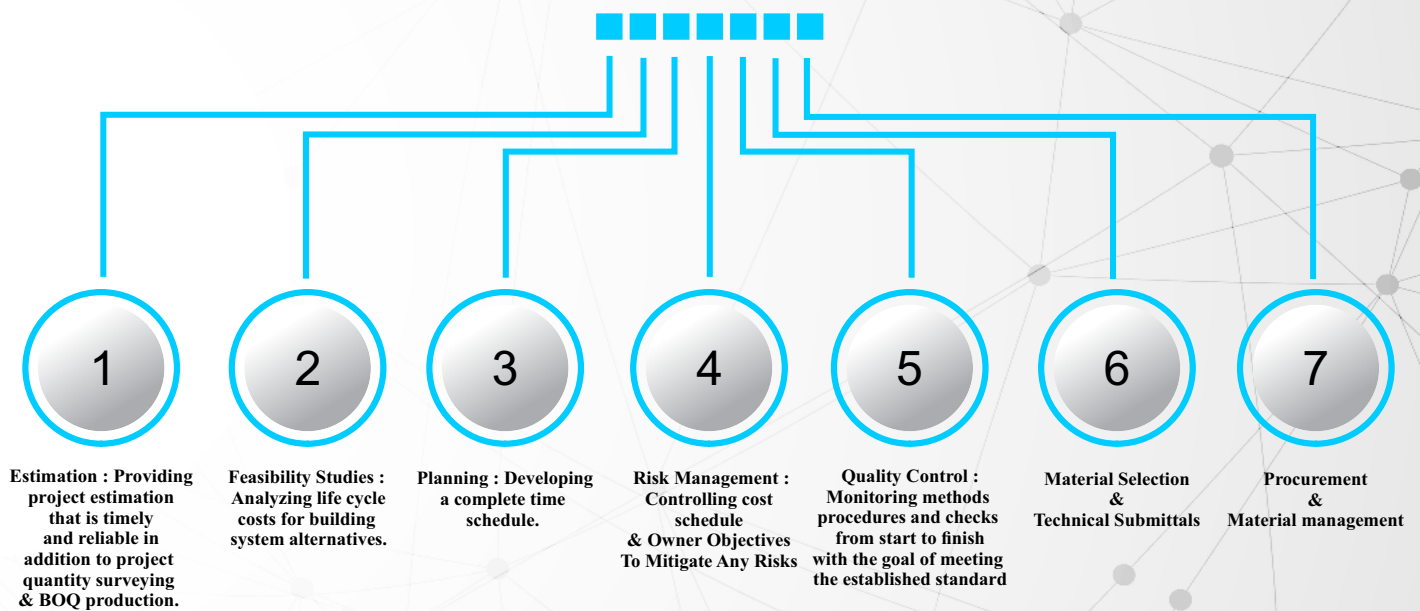 1
Estimation : Providing
project estimation
that is timely
and reliable in
addition to project
quantity surveying
& BOQ production.
2
Feasibility Studies :
Analyzing life cycle
costs for building
system alternatives.
3
Planning : Developing
a complete time
schedule.
4
Risk Management :
Controlling cost
schedule
& Owner Objectives
To Mitigate Any Risks
5
Quality Control :
Monitoring methods
procedures and checks
from start to finish
with the goal of meeting
the established standard
6
Material Selection
&
Technical Submittals
7
Procurement
&
Material management